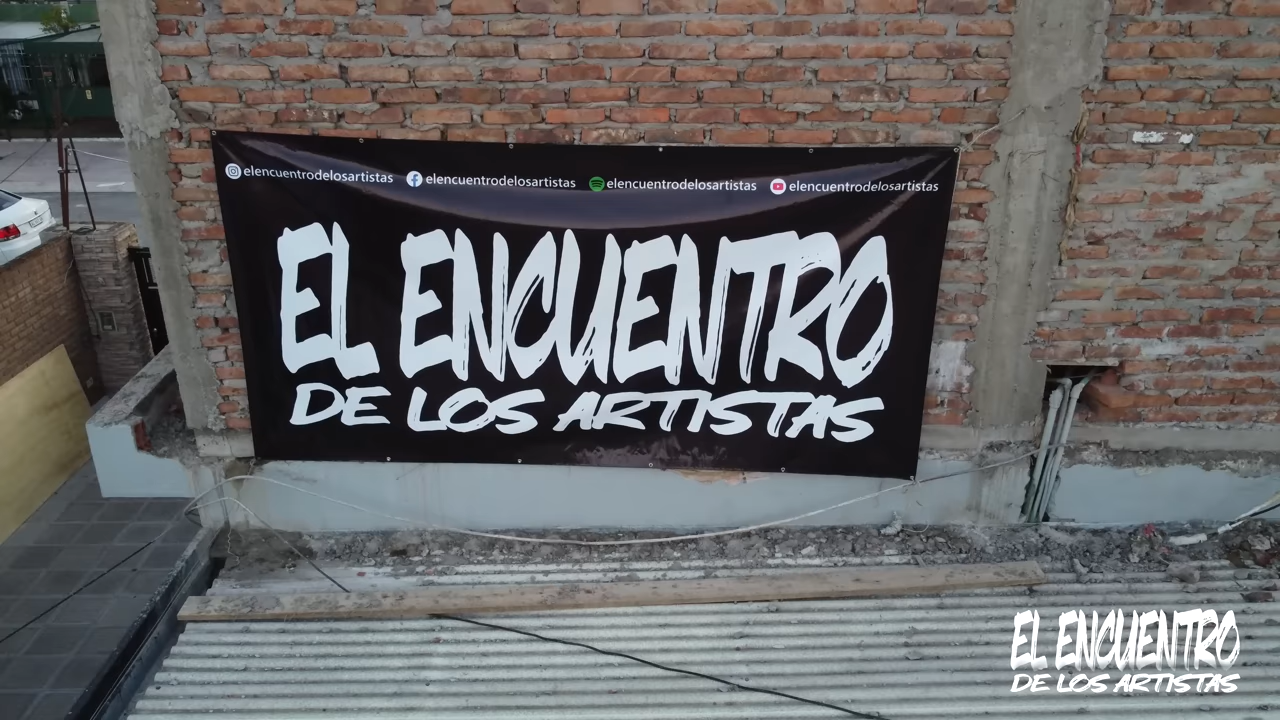 elencuentrodelosartistas elencuentrodelosartistas elencuentrodelosartistas elencuentrodelosartistas
EL ENCUENTRO
DE LOS ARTISTAS
EL ENCUENTRO
DE LOS ARTISTAS